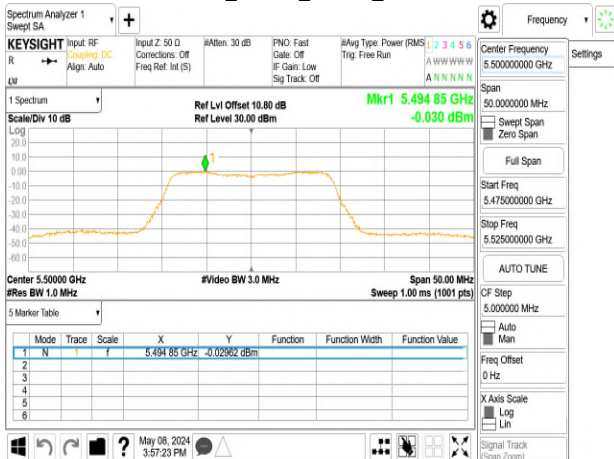 Spectrum Analyzer 1
Swept SA
Frequency
KEYSIGHT
R
Input: RF
Coupling: DC
Align: Auto
Input Z: 50 Ω
Corrections: Off
Freq Ref: Int (S)
#Atten: 30 dB
PNO: Fast
Gate: Off
IF Gain: Low
Sig Track: Off
#Avg Type: Power (RMS
Trig: Free Run
1 2 3 4 5 6
A W W W W W
A N N N N N
1 Spectrum
Scale/Div 10 dB
Ref Lvl Offset 10.80 dB
Ref Level 30.00 dBm
Mkr1 5.494 85 GHz
-0.030 dBm
Log
20.0
10.0
0.00
-10.0
-20.0
-30.0
-40.0
-50.0
-60.0
1
Center 5.50000 GHz
#Res BW 1.0 MHz
#Video BW 3.0 MHz
Span 50.00 MHz
Sweep 1.00 ms (1001 pts)
5 Marker Table
Mode Trace Scale X Y Function Function Width Function Value
1 N 1 f 5.494 85 GHz -0.02962 dBm
2
3
4
5
6
May 08, 2024
3:57:23 PM
Center Frequency
5.500000000 GHz
Span
50.0000000 MHz
Swept Span
Zero Span
Full Span
Start Freq
5.475000000 GHz
Stop Freq
5.525000000 GHz
AUTO TUNE
CF Step
5.000000 MHz
Auto
Man
Freq Offset
0 Hz
X Axis Scale
Log
Lin
Signal Track
(Span Zoom)
Settings